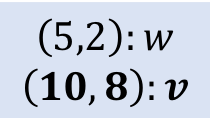 (5,2): w
(10, 8): v